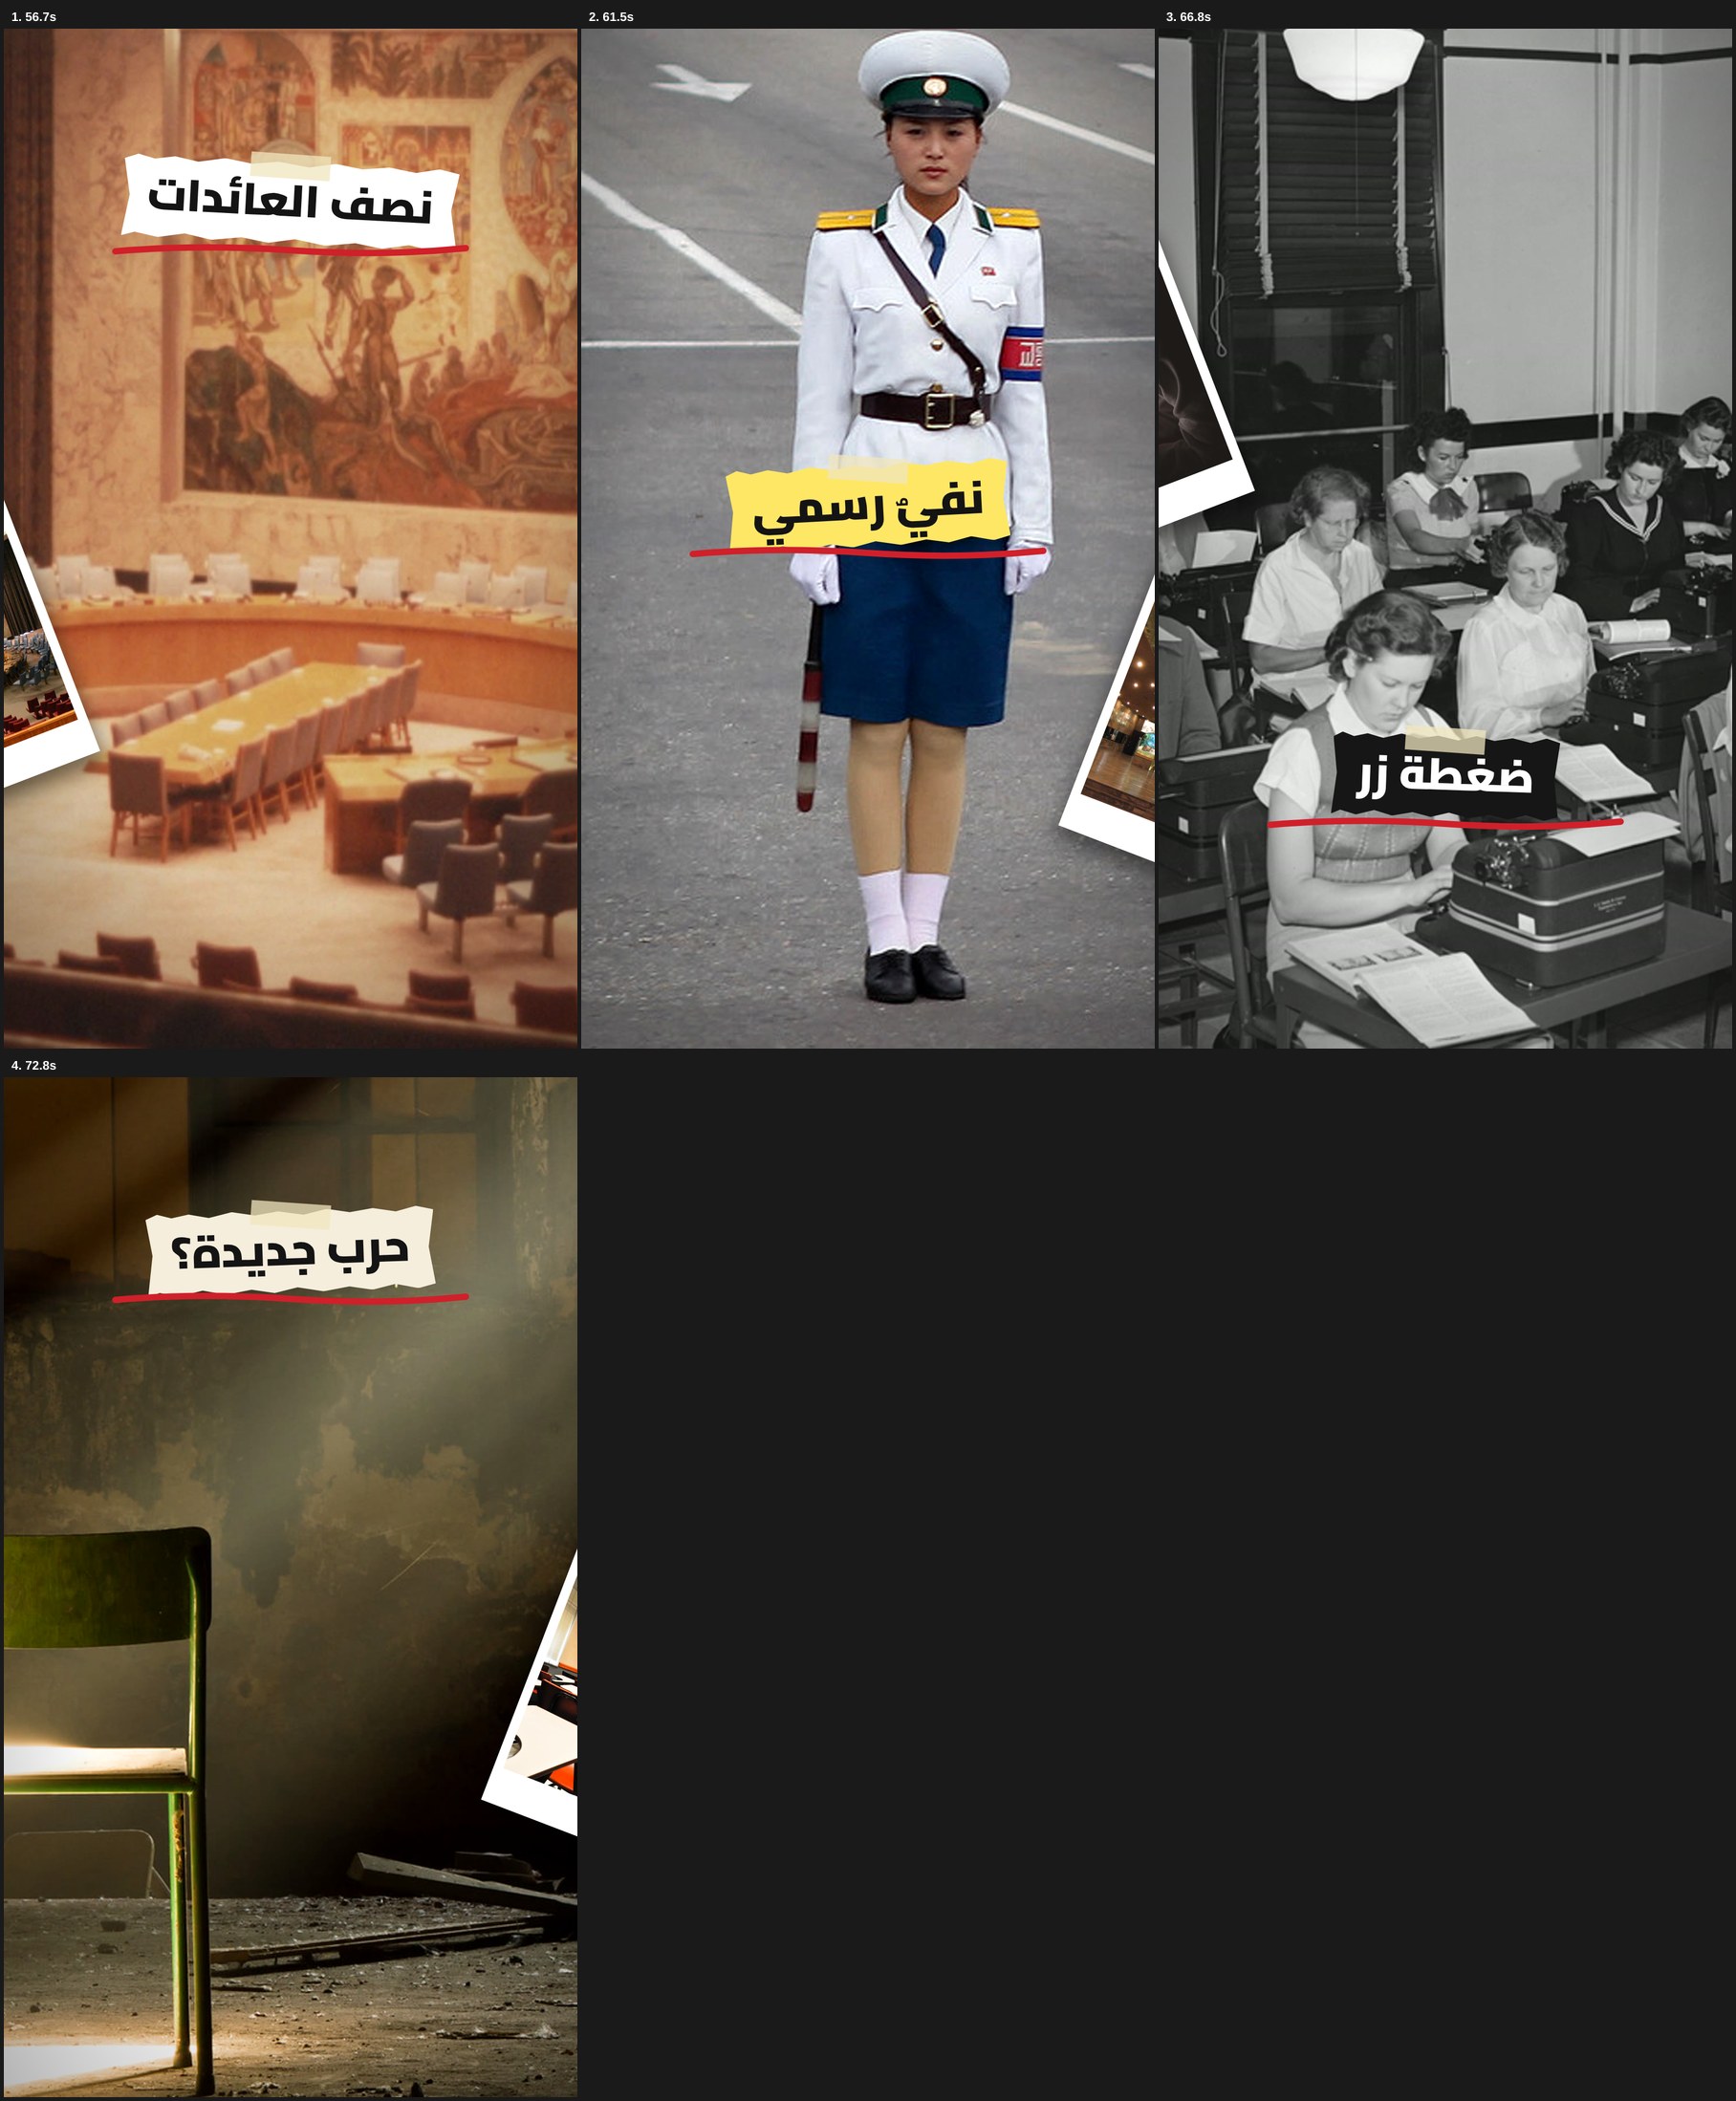 1. 56.7s
نصف العائدات
2. 61.5s
نفيٌ رسمي
3. 66.8s
ضغطة زر
4. 72.8s
حرب جديدة؟